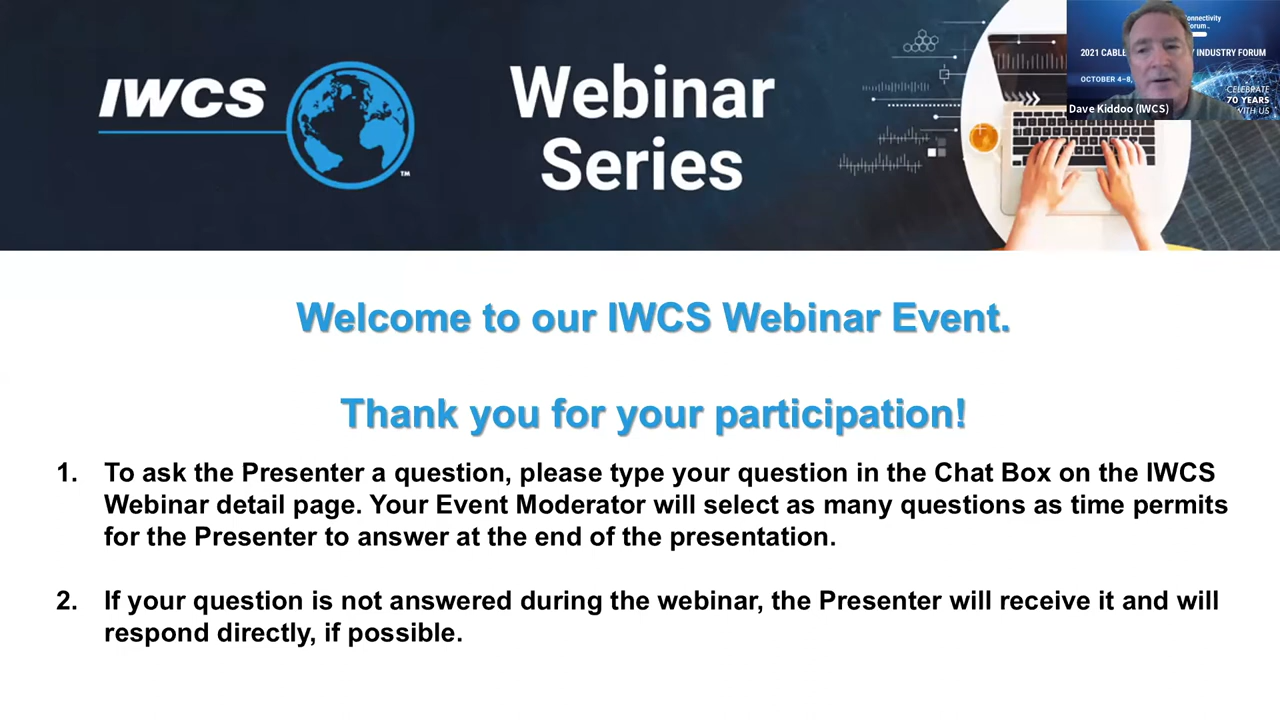 IWCS
TM
Webinar
Series
onnectivity
orum
2021 CABLE
Y INDUSTRY FORUM
OCTOBER 4–8,
CELEBRATE
70 YEARS
WITH US
Dave Kiddoo (IWCS)
Welcome to our IWCS Webinar Event.
Thank you for your participation!
1. To ask the Presenter a question, please type your question in the Chat Box on the IWCS
Webinar detail page. Your Event Moderator will select as many questions as time permits
for the Presenter to answer at the end of the presentation.
2. If your question is not answered during the webinar, the Presenter will receive it and will
respond directly, if possible.